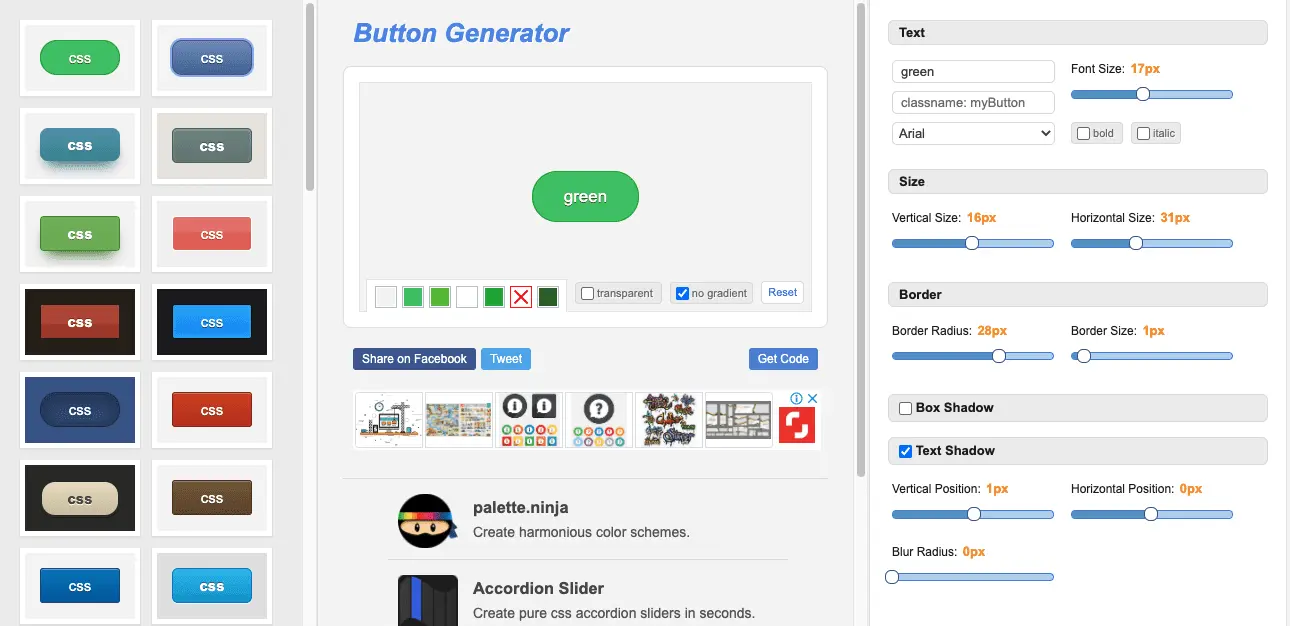 css
css
css
css
css
css
css
css
css
css
css
css
css
css
Button Generator
green
transparent
no gradient
Reset
Share on Facebook
Tweet
Get Code
palette.ninja
Create harmonious color schemes.
Accordion Slider
Create pure css accordion sliders in seconds.
Text
green
Font Size: 17px
classname: myButton
Arial
bold
italic
Size
Vertical Size: 16px
Horizontal Size: 31px
Border
Border Radius: 28px
Border Size: 1px
Box Shadow
Text Shadow
Vertical Position: 1px
Horizontal Position: 0px
Blur Radius: 0px